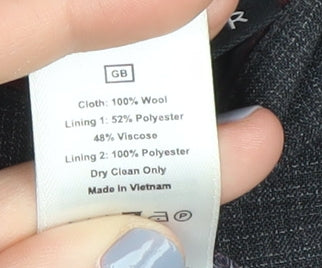 GB
Cloth: 100% Wool
Lining 1: 52% Polyester
48% Viscose
Lining 2: 100% Polyester
Dry Clean Only
Made in Vietnam
P
R